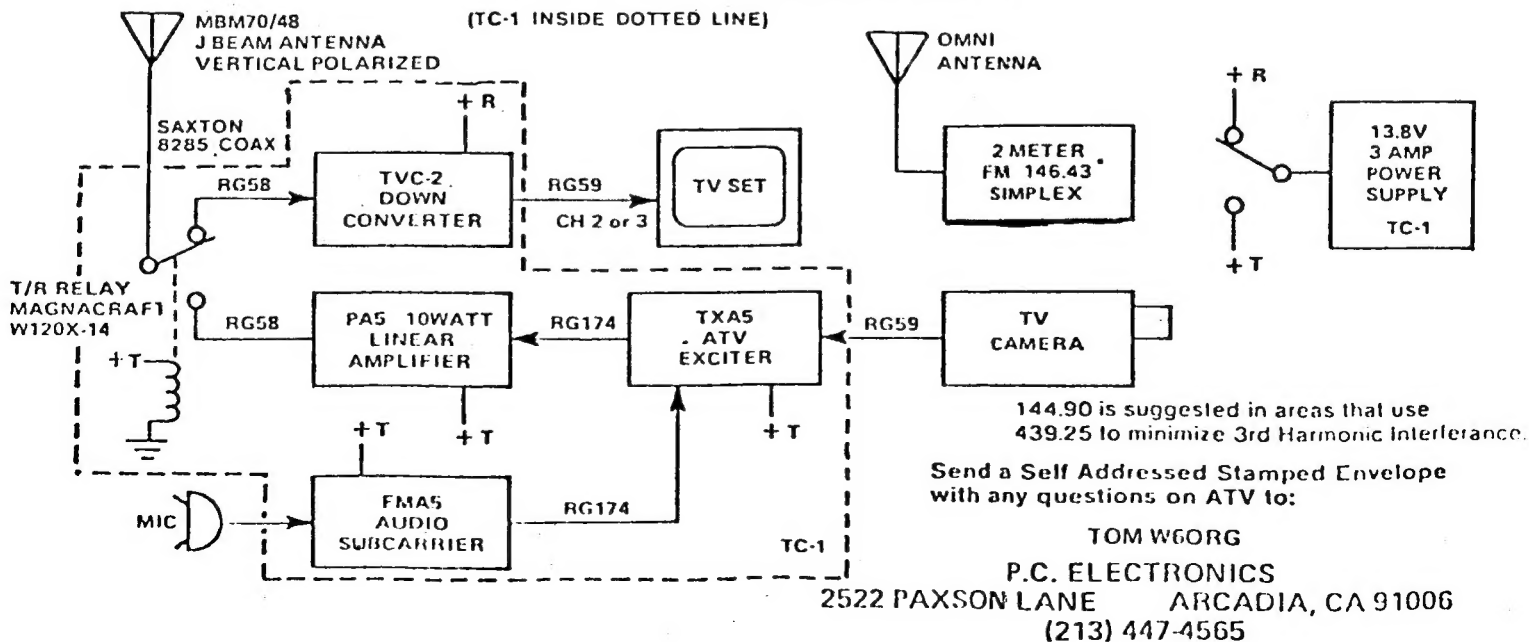 (TC-1 INSIDE DOTTED LINE)
MBM70/48
J BEAM ANTENNA
VERTICAL POLARIZED
SAXTON
8285 COAX
T/R RELAY
MAGNACRAFT
W120X-14
RG58
+ R
TVC-2
DOWN
CONVERTER
RG59
CH 2 or 3
TV SET
RG58
PA5 10WATT
LINEAR
AMPLIFIER
RG174
TXA5
ATV
EXCITER
RG59
TV
CAMERA
+ T
+ T
+ T
+ T
MIC
FMA5
AUDIO
SUBCARRIER
RG174
TC-1
OMNI
ANTENNA
2 METER
FM 146.43*
SIMPLEX
+ R
+ T
13.8V
3 AMP
POWER
SUPPLY
TC-1
144.90 is suggested in areas that use
439.25 to minimize 3rd Harmonic Interferance.
Send a Self Addressed Stamped Envelope
with any questions on ATV to:
TOM W6ORG
P.C. ELECTRONICS
2522 PAXSON LANE ARCADIA, CA 91006
(213) 447-4565